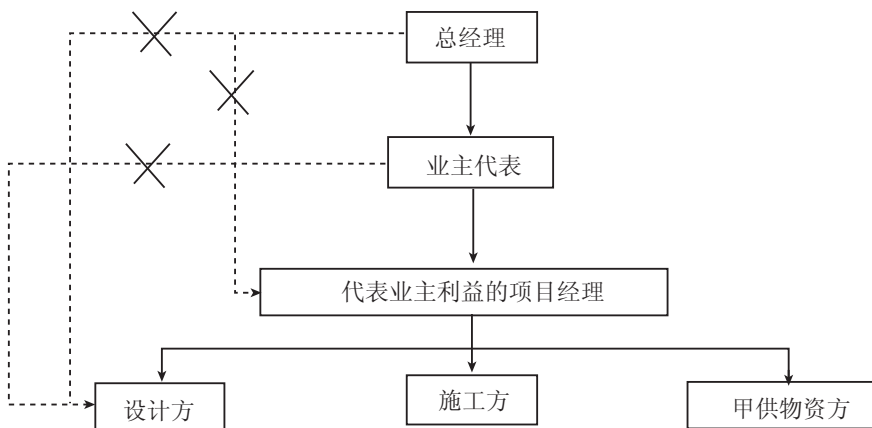 总经理
业主代表
代表业主利益的项目经理
设计方
施工方
甲供物资方